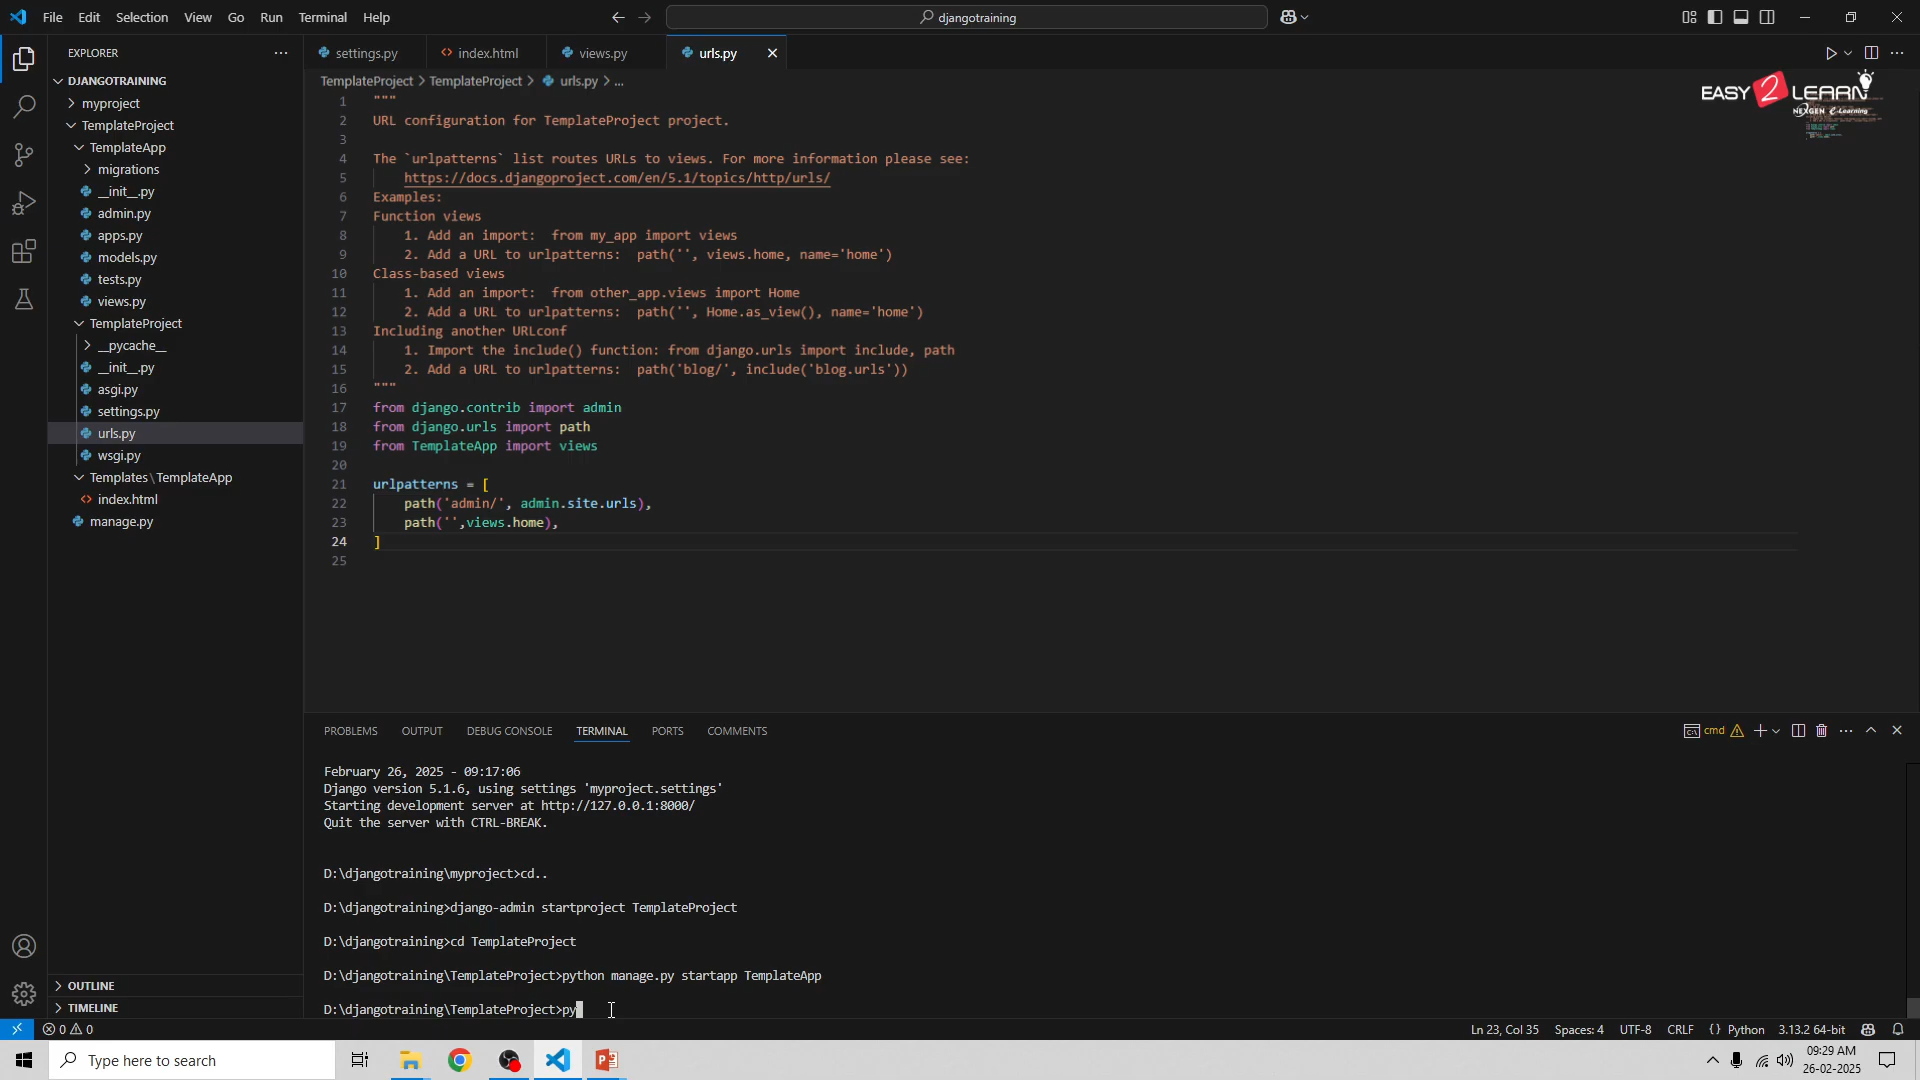 File Edit Selection View Go Run Terminal Help
djangotraining
EXPLORER
DJANGOTRAINING
myproject
TemplateProject
TemplateApp
migrations
__init__.py
admin.py
apps.py
models.py
tests.py
views.py
TemplateProject
__pycache__
__init__.py
asgi.py
settings.py
urls.py
wsgi.py
Templates \ TemplateApp
index.html
manage.py
OUTLINE
TIMELINE
settings.py index.html views.py urls.py
TemplateProject > TemplateProject > urls.py > ...
EASY 2 LEARN
NEXGEN E-Learning
1 """
2 URL configuration for TemplateProject project.
3
4 The `urlpatterns` list routes URLs to views. For more information please see:
5 https://docs.djangoproject.com/en/5.1/topics/http/urls/
6 Examples:
7 Function views
8 1. Add an import:  from my_app import views
9 2. Add a URL to urlpatterns:  path('', views.home, name='home')
10 Class-based views
11 1. Add an import:  from other_app.views import Home
12 2. Add a URL to urlpatterns:  path('', Home.as_view(), name='home')
13 Including another URLconf
14 1. Import the include() function: from django.urls import include, path
15 2. Add a URL to urlpatterns:  path('blog/', include('blog.urls'))
16 """
17 from django.contrib import admin
18 from django.urls import path
19 from TemplateApp import views
20
21 urlpatterns = [
22 path('admin/', admin.site.urls),
23 path('',views.home),
24 ]
25
PROBLEMS OUTPUT DEBUG CONSOLE TERMINAL PORTS COMMENTS
cmd
February 26, 2025 - 09:17:06
Django version 5.1.6, using settings 'myproject.settings'
Starting development server at http://127.0.0.1:8000/
Quit the server with CTRL-BREAK.
D:\djangotraining\myproject>cd..
D:\djangotraining>django-admin startproject TemplateProject
D:\djangotraining>cd TemplateProject
D:\djangotraining\TemplateProject>python manage.py startapp TemplateApp
D:\djangotraining\TemplateProject>py
0 0
Ln 23, Col 35 Spaces: 4 UTF-8 CRLF {} Python 3.13.2 64-bit
Type here to search
09:29 AM
26-02-2025